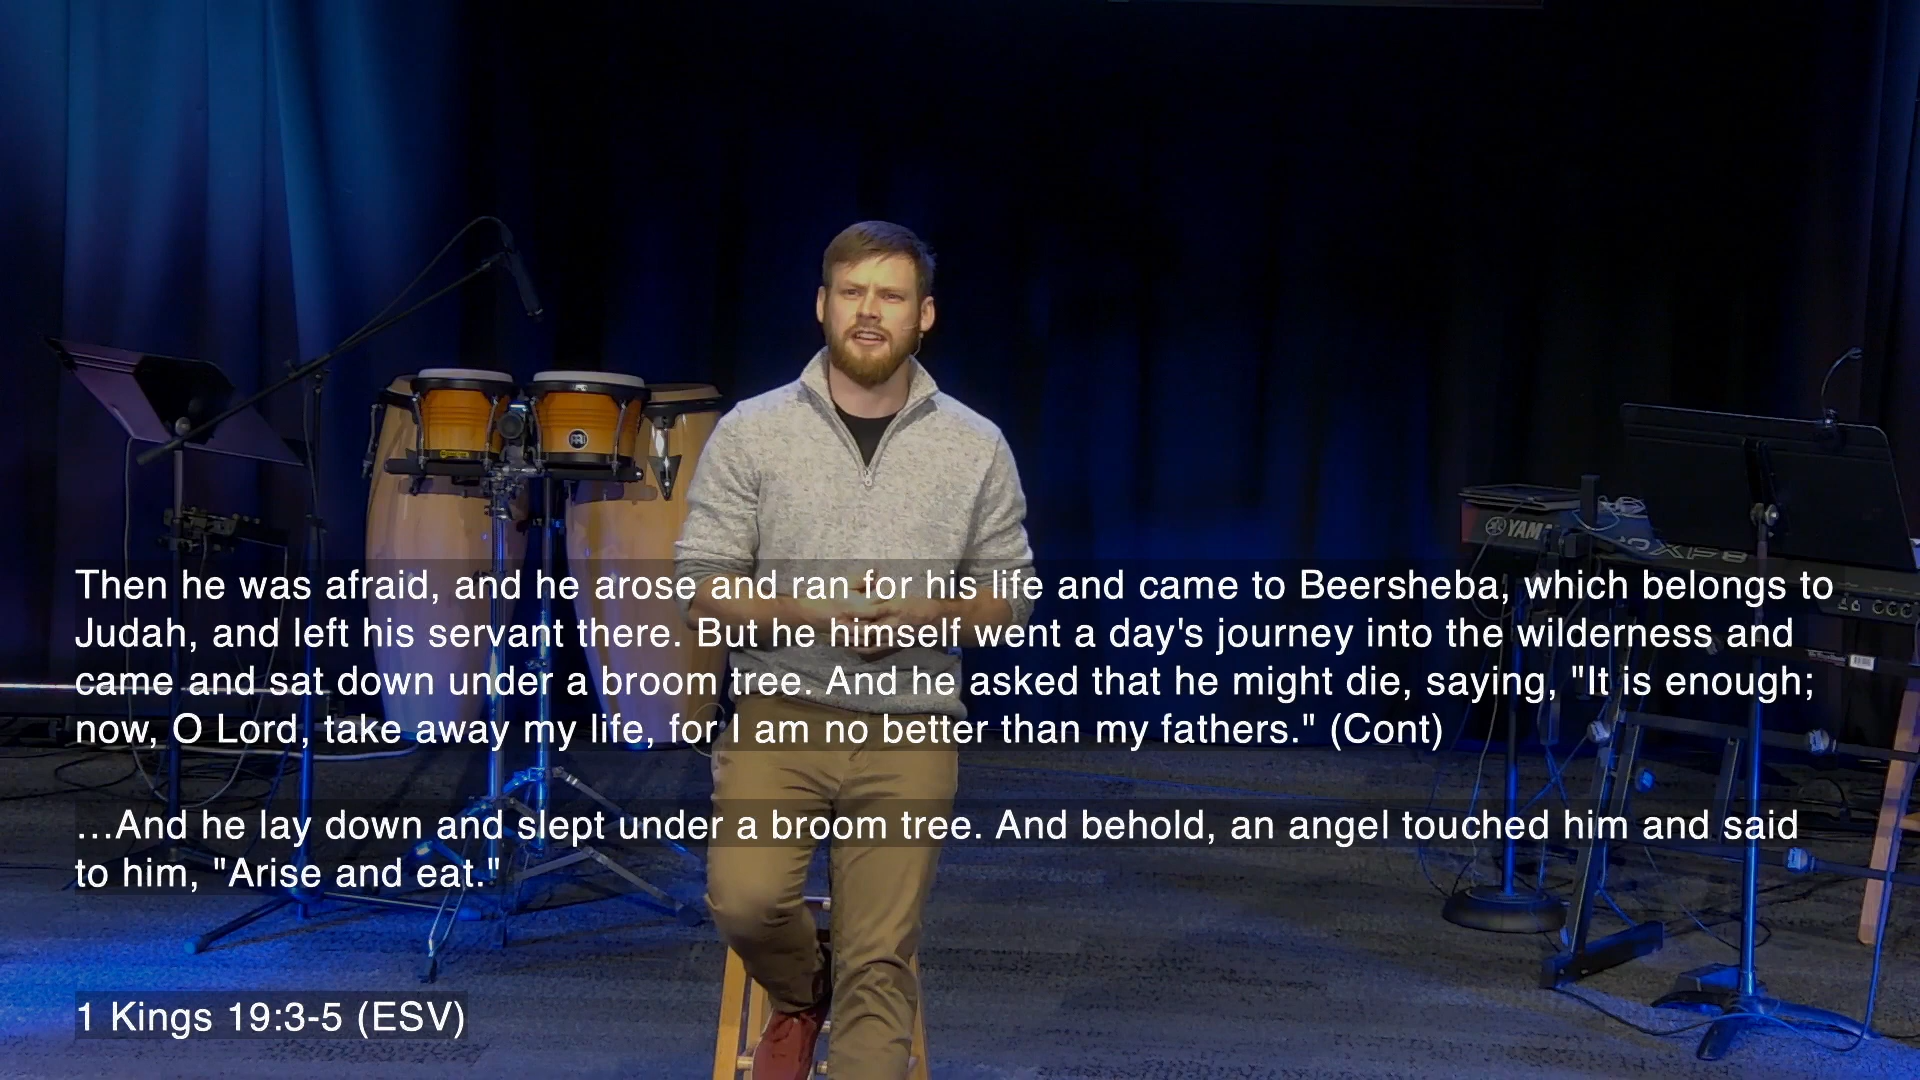 YAM
OXF8
Then he was afraid, and he arose and ran for his life and came to Beersheba, which belongs to
Judah, and left his servant there. But he himself went a day's journey into the wilderness and
came and sat down under a broom tree. And he asked that he might die, saying, "It is enough;
now, O Lord, take away my life, for I am no better than my fathers." (Cont)
...And he lay down and slept under a broom tree. And behold, an angel touched him and said
to him, "Arise and eat."
1 Kings 19:3-5 (ESV)